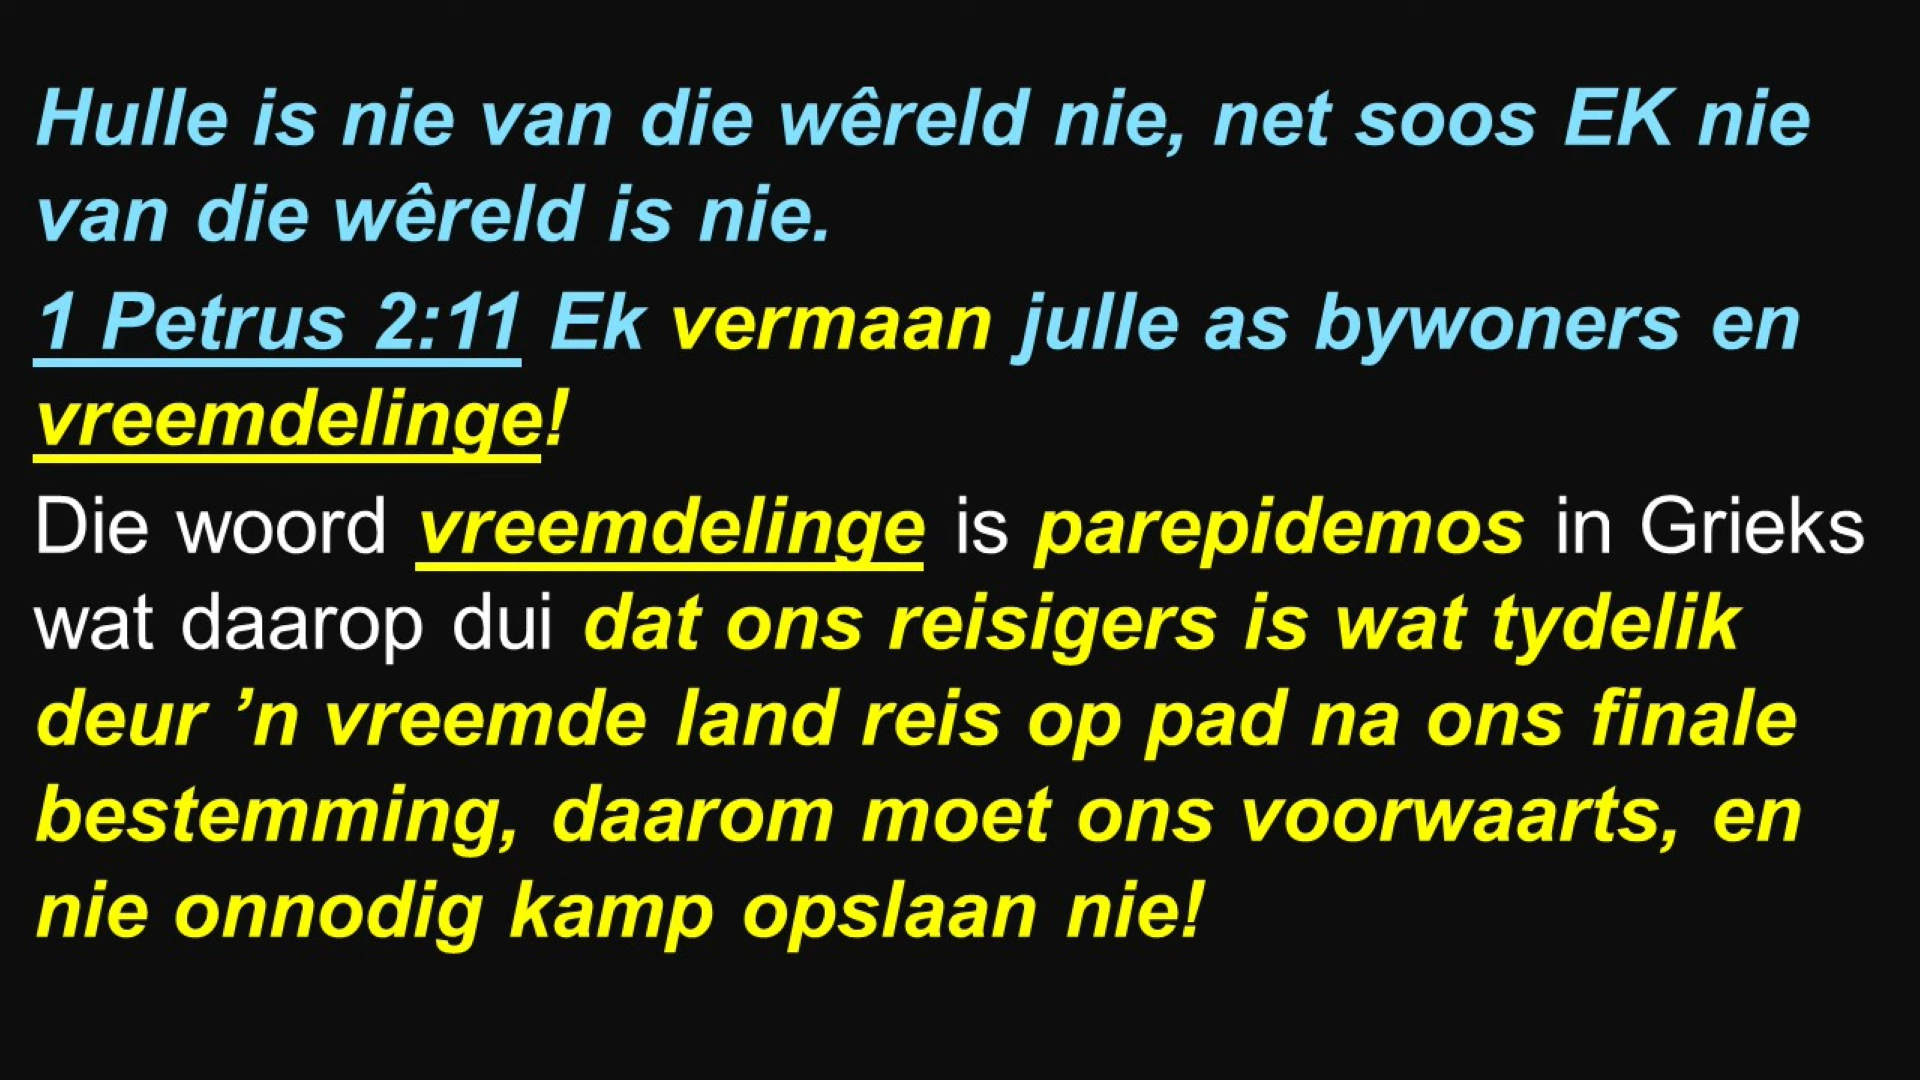 Hulle is nie van die wêreld nie, net soos EK nie
van die wêreld is nie.
1 Petrus 2:11 Ek vermaan julle as bywoners en
vreemdelinge!
Die woord vreemdelinge is parepidemos in Grieks
wat daarop dui dat ons reisigers is wat tydelik
deur ’n vreemde land reis op pad na ons finale
bestemming, daarom moet ons voorwaarts, en
nie onnodig kamp opslaan nie!